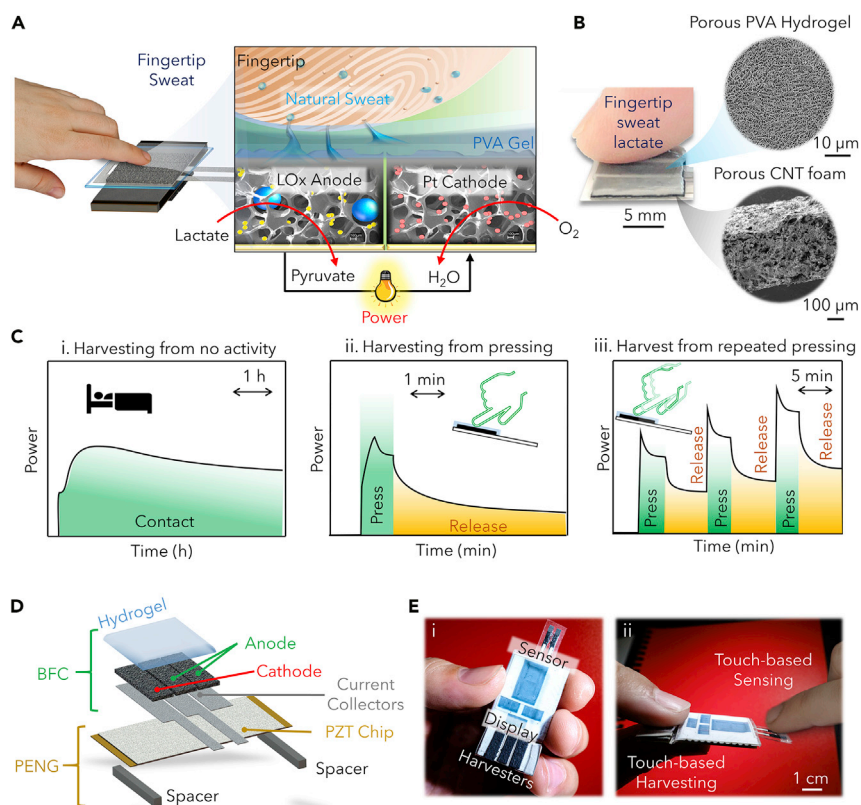 A
Fingertip
Sweat
Fingertip
Natural Sweat
PVA Gel
LOx Anode
Pt Cathode
Lactate
O₂
Pyruvate
H₂O
Power
B
Porous PVA Hydrogel
Fingertip
sweat
lactate
10 μm
Porous CNT foam
5 mm
100 μm
C
i. Harvesting from no activity
1 h
Power
Contact
Time (h)
ii. Harvesting from pressing
1 min
Power
Press
Release
Time (min)
iii. Harvest from repeated pressing
5 min
Power
Press
Release
Press
Release
Press
Release
Time (min)
D
Hydrogel
BFC
Anode
Cathode
Current
Collectors
PZT Chip
PENG
Spacer
Spacer
E
i
Sensor
Display
Harvesters
ii
Touch-based
Sensing
Touch-based
Harvesting
1 cm